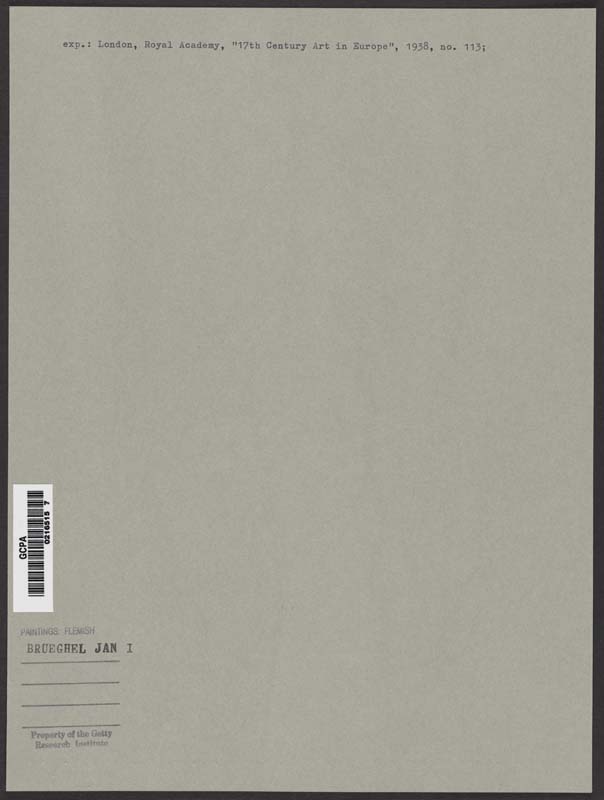 exp.: London, Royal Academy, "17th Century Art in Europe", 1938, no. 113;
GCPA
0216515 7
PAINTINGS: FLEMISH
BRUEGHEL JAN I
Property of the Getty
Research Institute